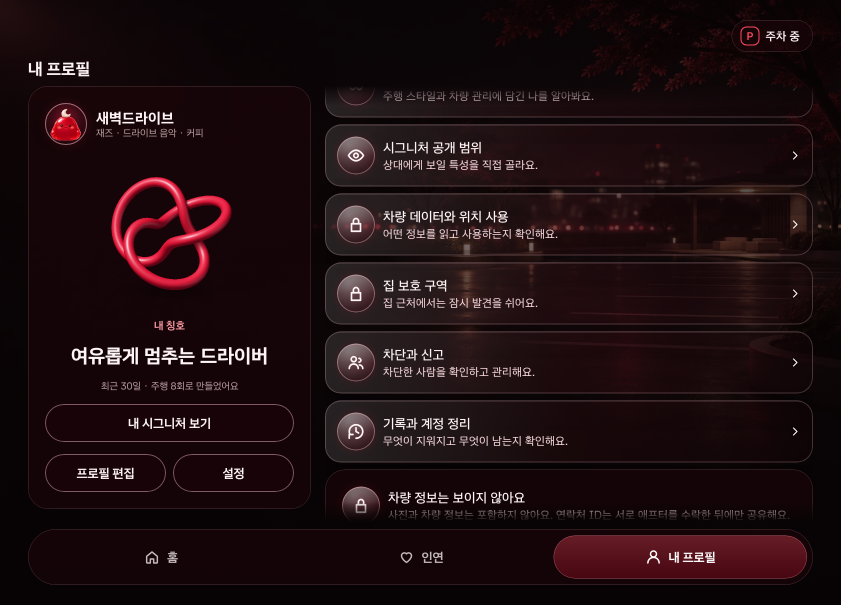 P 주차 중
내 프로필
새벽드라이브
재즈 · 드라이브 음악 · 커피
내 칭호
여유롭게 멈추는 드라이버
최근 30일 · 주행 8회로 만들었어요
내 시그니처 보기
프로필 편집
설정
주행 스타일과 차량 관리에 담긴 나를 알아봐요.
시그니처 공개 범위
상대에게 보일 특성을 직접 골라요.
차량 데이터와 위치 사용
어떤 정보를 읽고 사용하는지 확인해요.
집 보호 구역
집 근처에서는 잠시 발견을 쉬어요.
차단과 신고
차단한 사람을 확인하고 관리해요.
기록과 계정 정리
무엇이 지워지고 무엇이 남는지 확인해요.
차량 정보는 보이지 않아요
사진과 차량 정보는 포함하지 않아요. 연락처 ID는 서로 애프터를 수락한 뒤에만 공유해요.
홈
인연
내 프로필